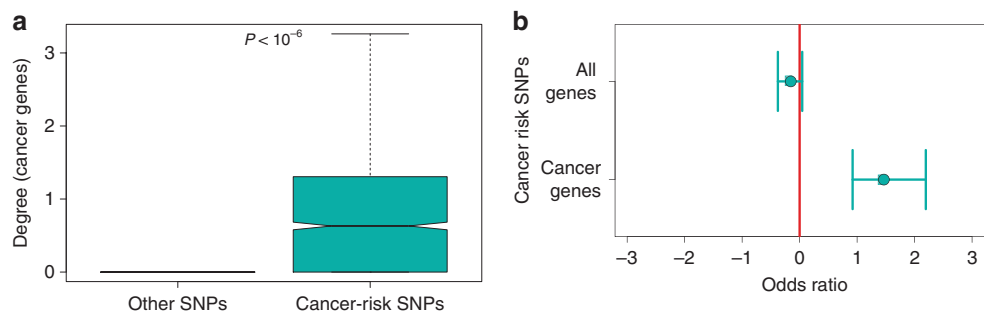 a
P < 10⁻⁶
3
2
1
0
Degree (cancer genes)
Other SNPs
Cancer-risk SNPs
b
Cancer risk SNPs
All
genes
Cancer
genes
−3
−2
−1
0
1
2
3
Odds ratio